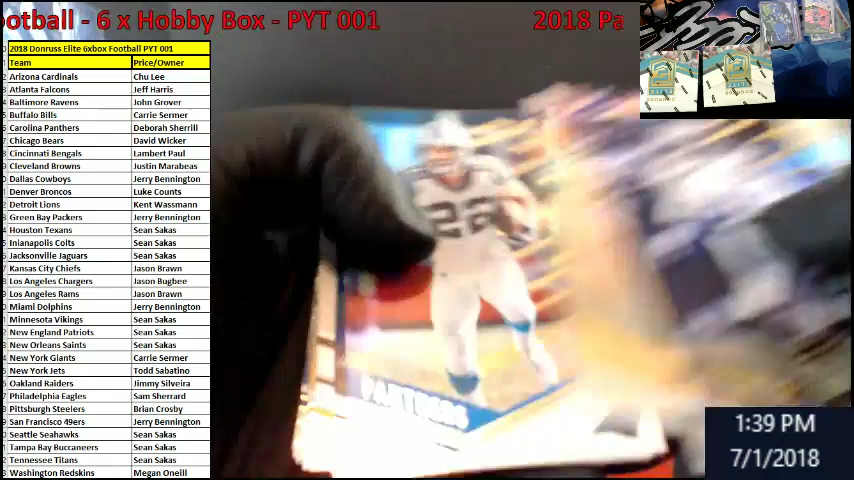 ootball - 6 x Hobby Box - PYT 001 2018 Pa
2018 Donruss Elite 6xbox Football PYT 001
Team Price/Owner
Arizona Cardinals Chu Lee
Atlanta Falcons Jeff Harris
Baltimore Ravens John Grover
Buffalo Bills Carrie Sermer
Carolina Panthers Deborah Sherrill
Chicago Bears David Wicker
Cincinnati Bengals Lambert Paul
Cleveland Browns Justin Marabeas
Dallas Cowboys Jerry Bennington
Denver Broncos Luke Counts
Detroit Lions Kent Wassmann
Green Bay Packers Jerry Bennington
Houston Texans Sean Sakas
Inianapolis Colts Sean Sakas
Jacksonville Jaguars Sean Sakas
Kansas City Chiefs Jason Brawn
Los Angeles Chargers Jason Bugbee
Los Angeles Rams Jason Brawn
Miami Dolphins Jerry Bennington
Minnesota Vikings Sean Sakas
New England Patriots Sean Sakas
New Orleans Saints Sean Sakas
New York Giants Carrie Sermer
New York Jets Todd Sabatino
Oakland Raiders Jimmy Silveira
Philadelphia Eagles Sam Sherrard
Pittsburgh Steelers Brian Crosby
San Francisco 49ers Jerry Bennington
Seattle Seahawks Sean Sakas
Tampa Bay Buccaneers Sean Sakas
Tennessee Titans Sean Sakas
Washington Redskins Megan Oneill
22
PANTHERS
1:39 PM
7/1/2018